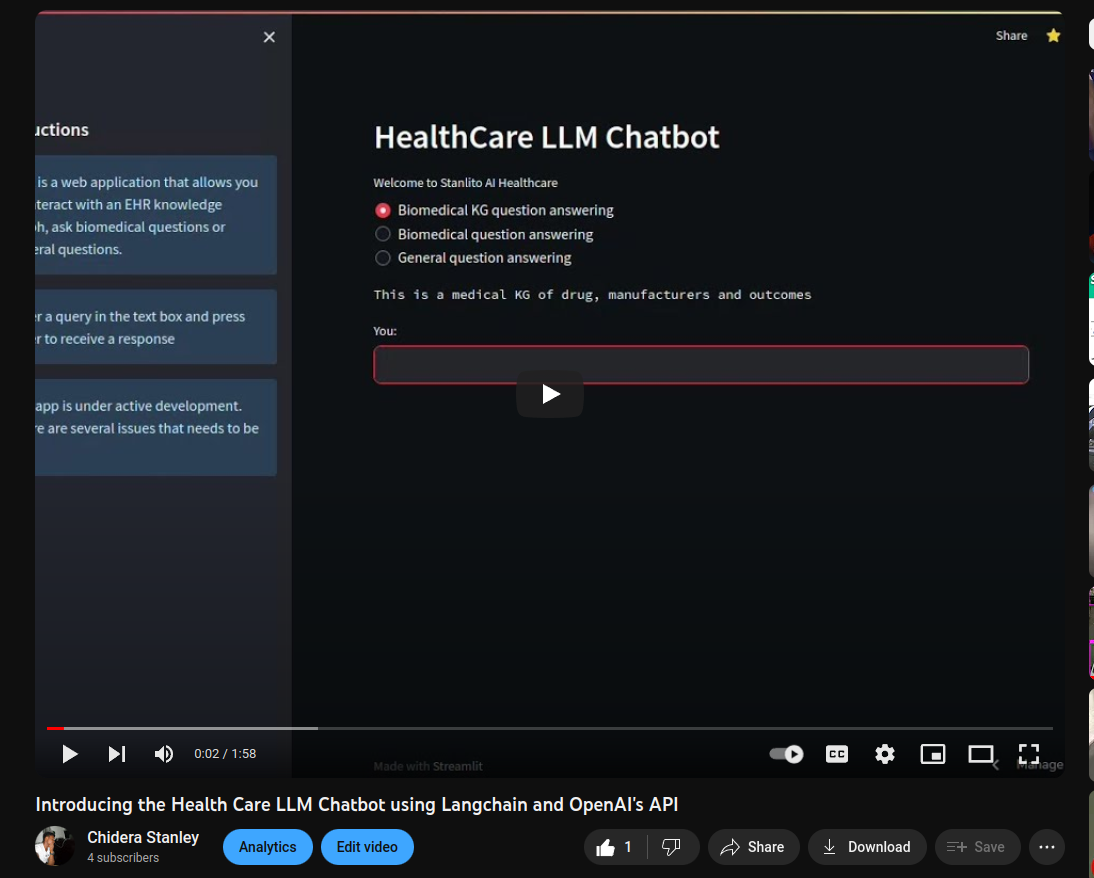 Share
uctions
is a web application that allows you
teract with an EHR knowledge
h, ask biomedical questions or
eral questions.
r a query in the text box and press
r to receive a response
app is under active development.
re are several issues that needs to be
HealthCare LLM Chatbot
Welcome to Stanlito AI Healthcare
Biomedical KG question answering
Biomedical question answering
General question answering
This is a medical KG of drug, manufacturers and outcomes
You:
0:02 / 1:58
CC
Made with Streamlit
Manage
Introducing the Health Care LLM Chatbot using Langchain and OpenAI's API
Chidera Stanley
4 subscribers
Analytics
Edit video
1
Share
Download
Save